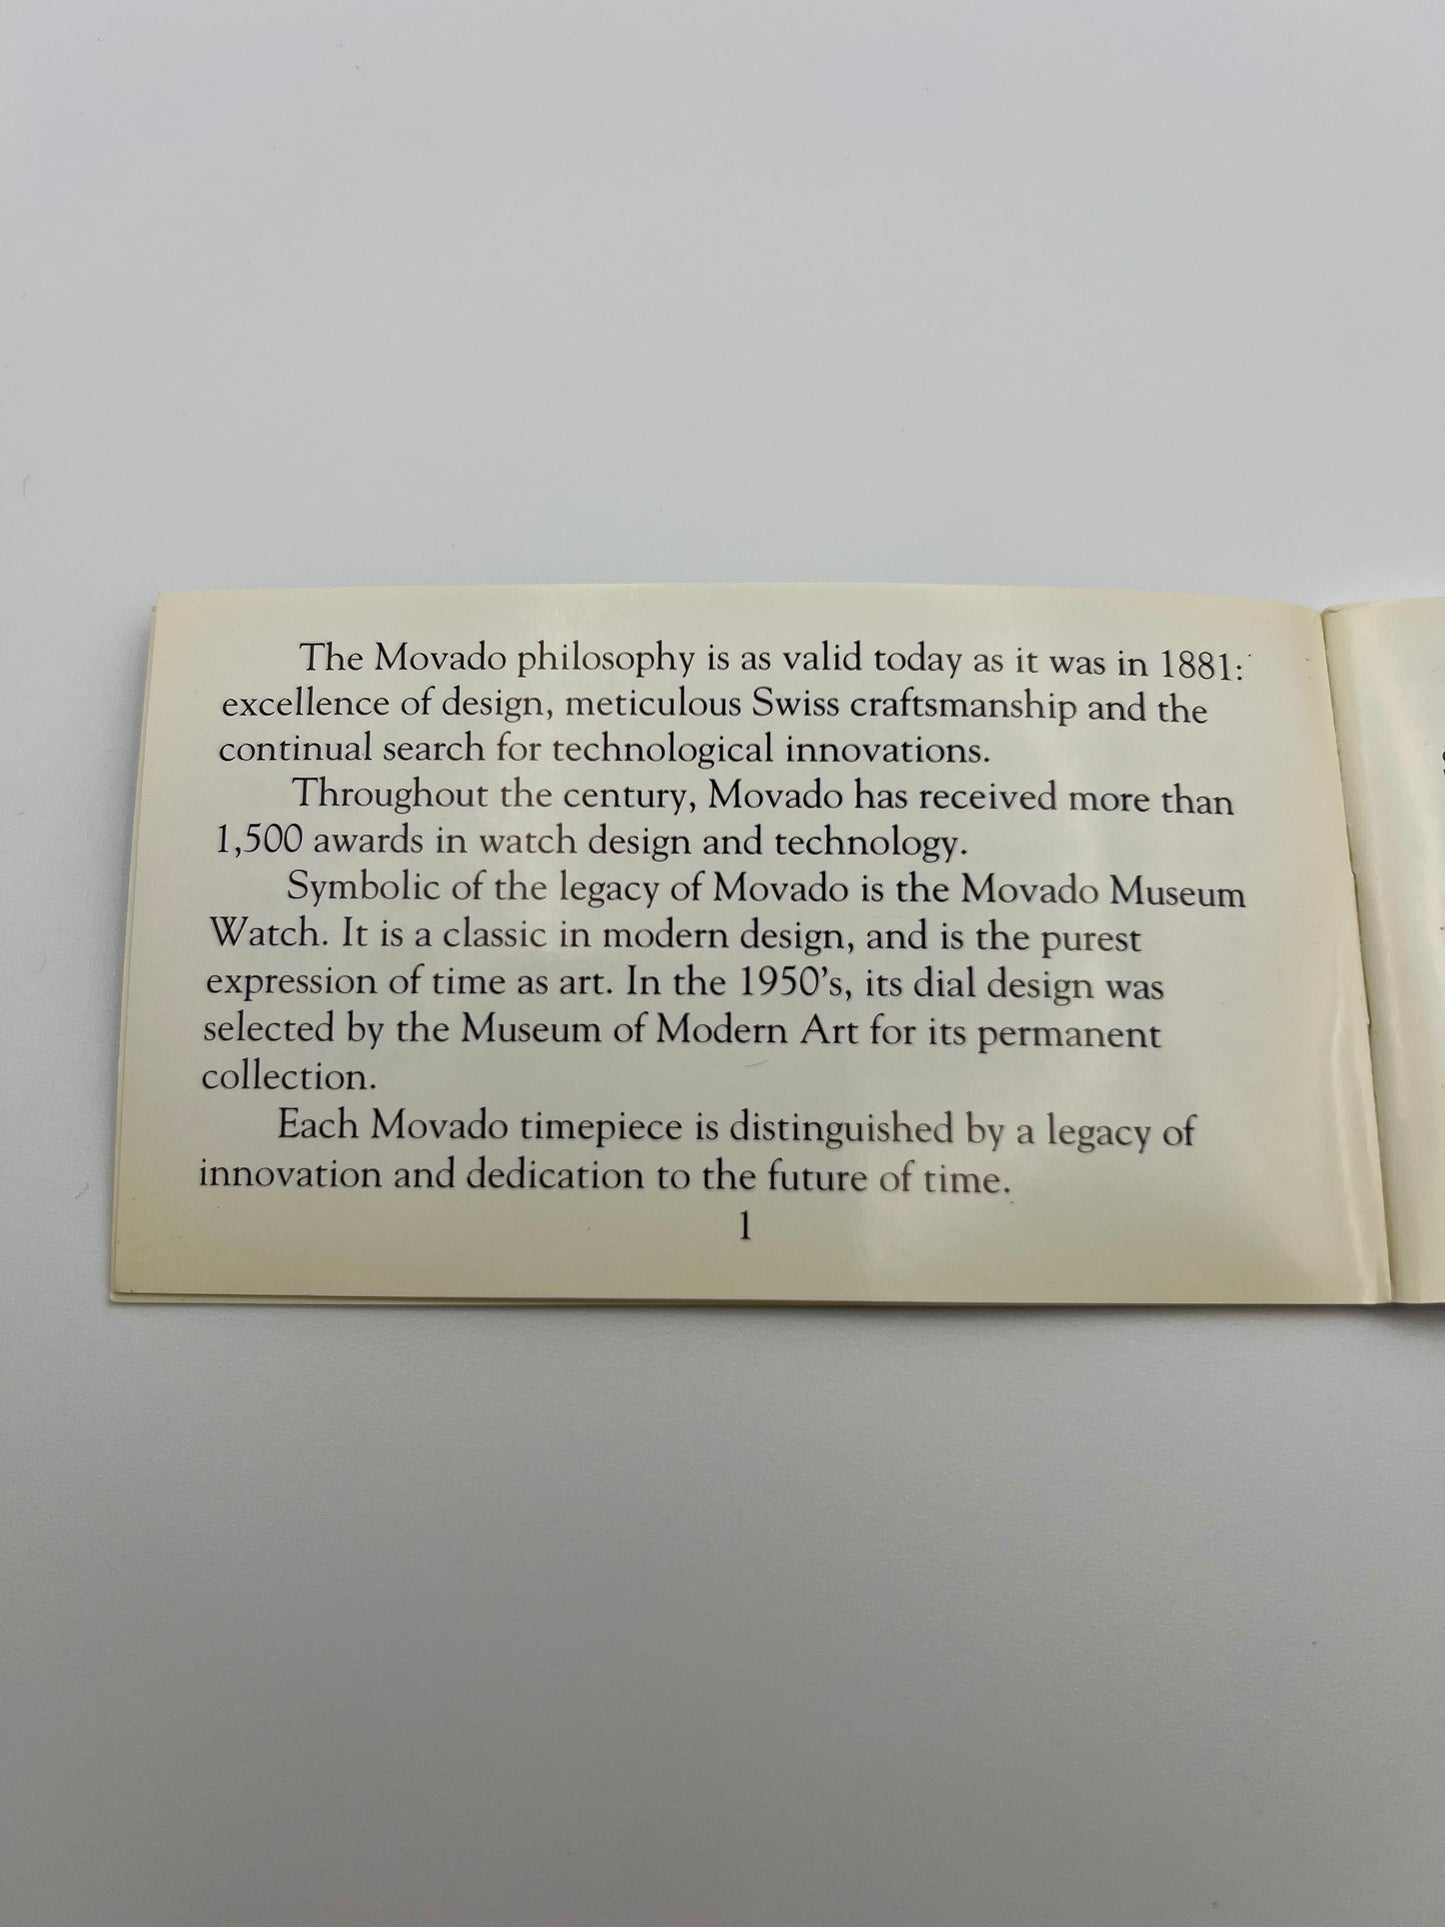 The Movado philosophy is as valid today as it was in 1881:
excellence of design, meticulous Swiss craftsmanship and the
continual search for technological innovations.
Throughout the century, Movado has received more than
1,500 awards in watch design and technology.
Symbolic of the legacy of Movado is the Movado Museum
Watch. It is a classic in modern design, and is the purest
expression of time as art. In the 1950's, its dial design was
selected by the Museum of Modern Art for its permanent
collection.
Each Movado timepiece is distinguished by a legacy of
innovation and dedication to the future of time.
1